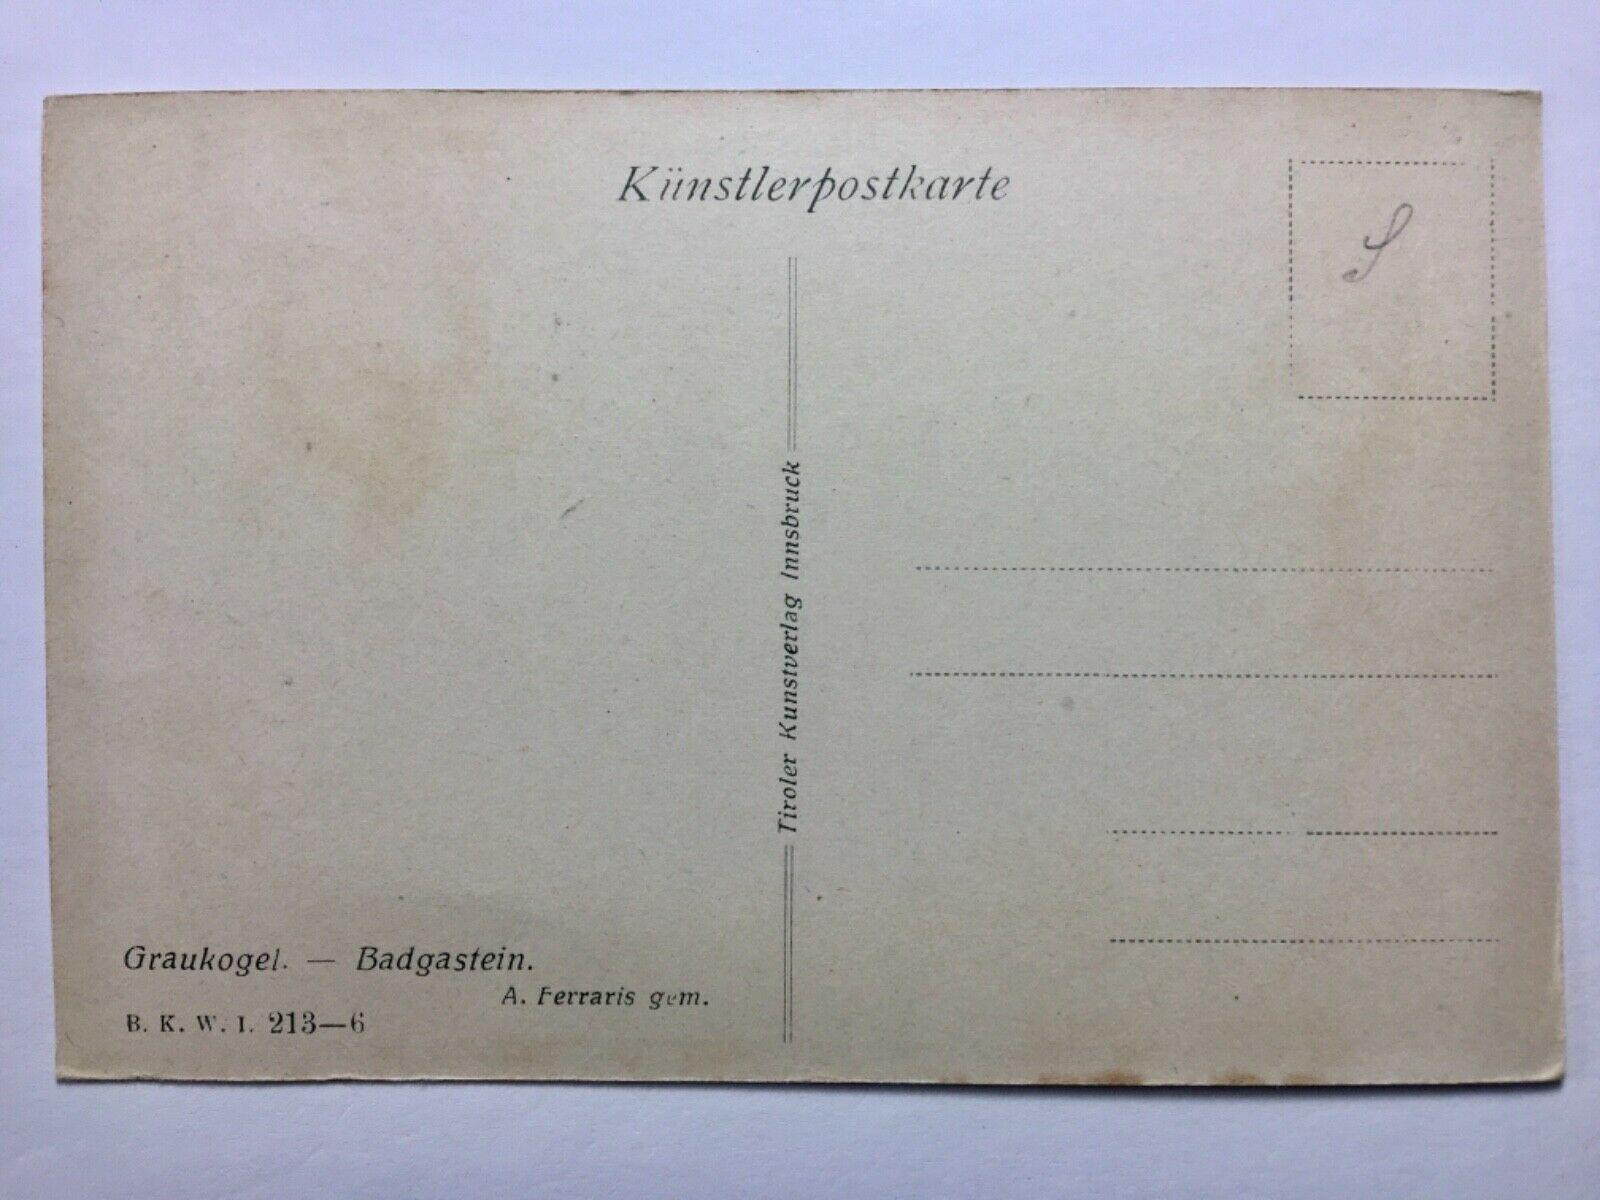 Künstlerpostkarte
Tiroler Kunstverlag Innsbruck
Graukogel. — Badgastein.
A. Ferraris gem.
B. K. W. I. 213—6